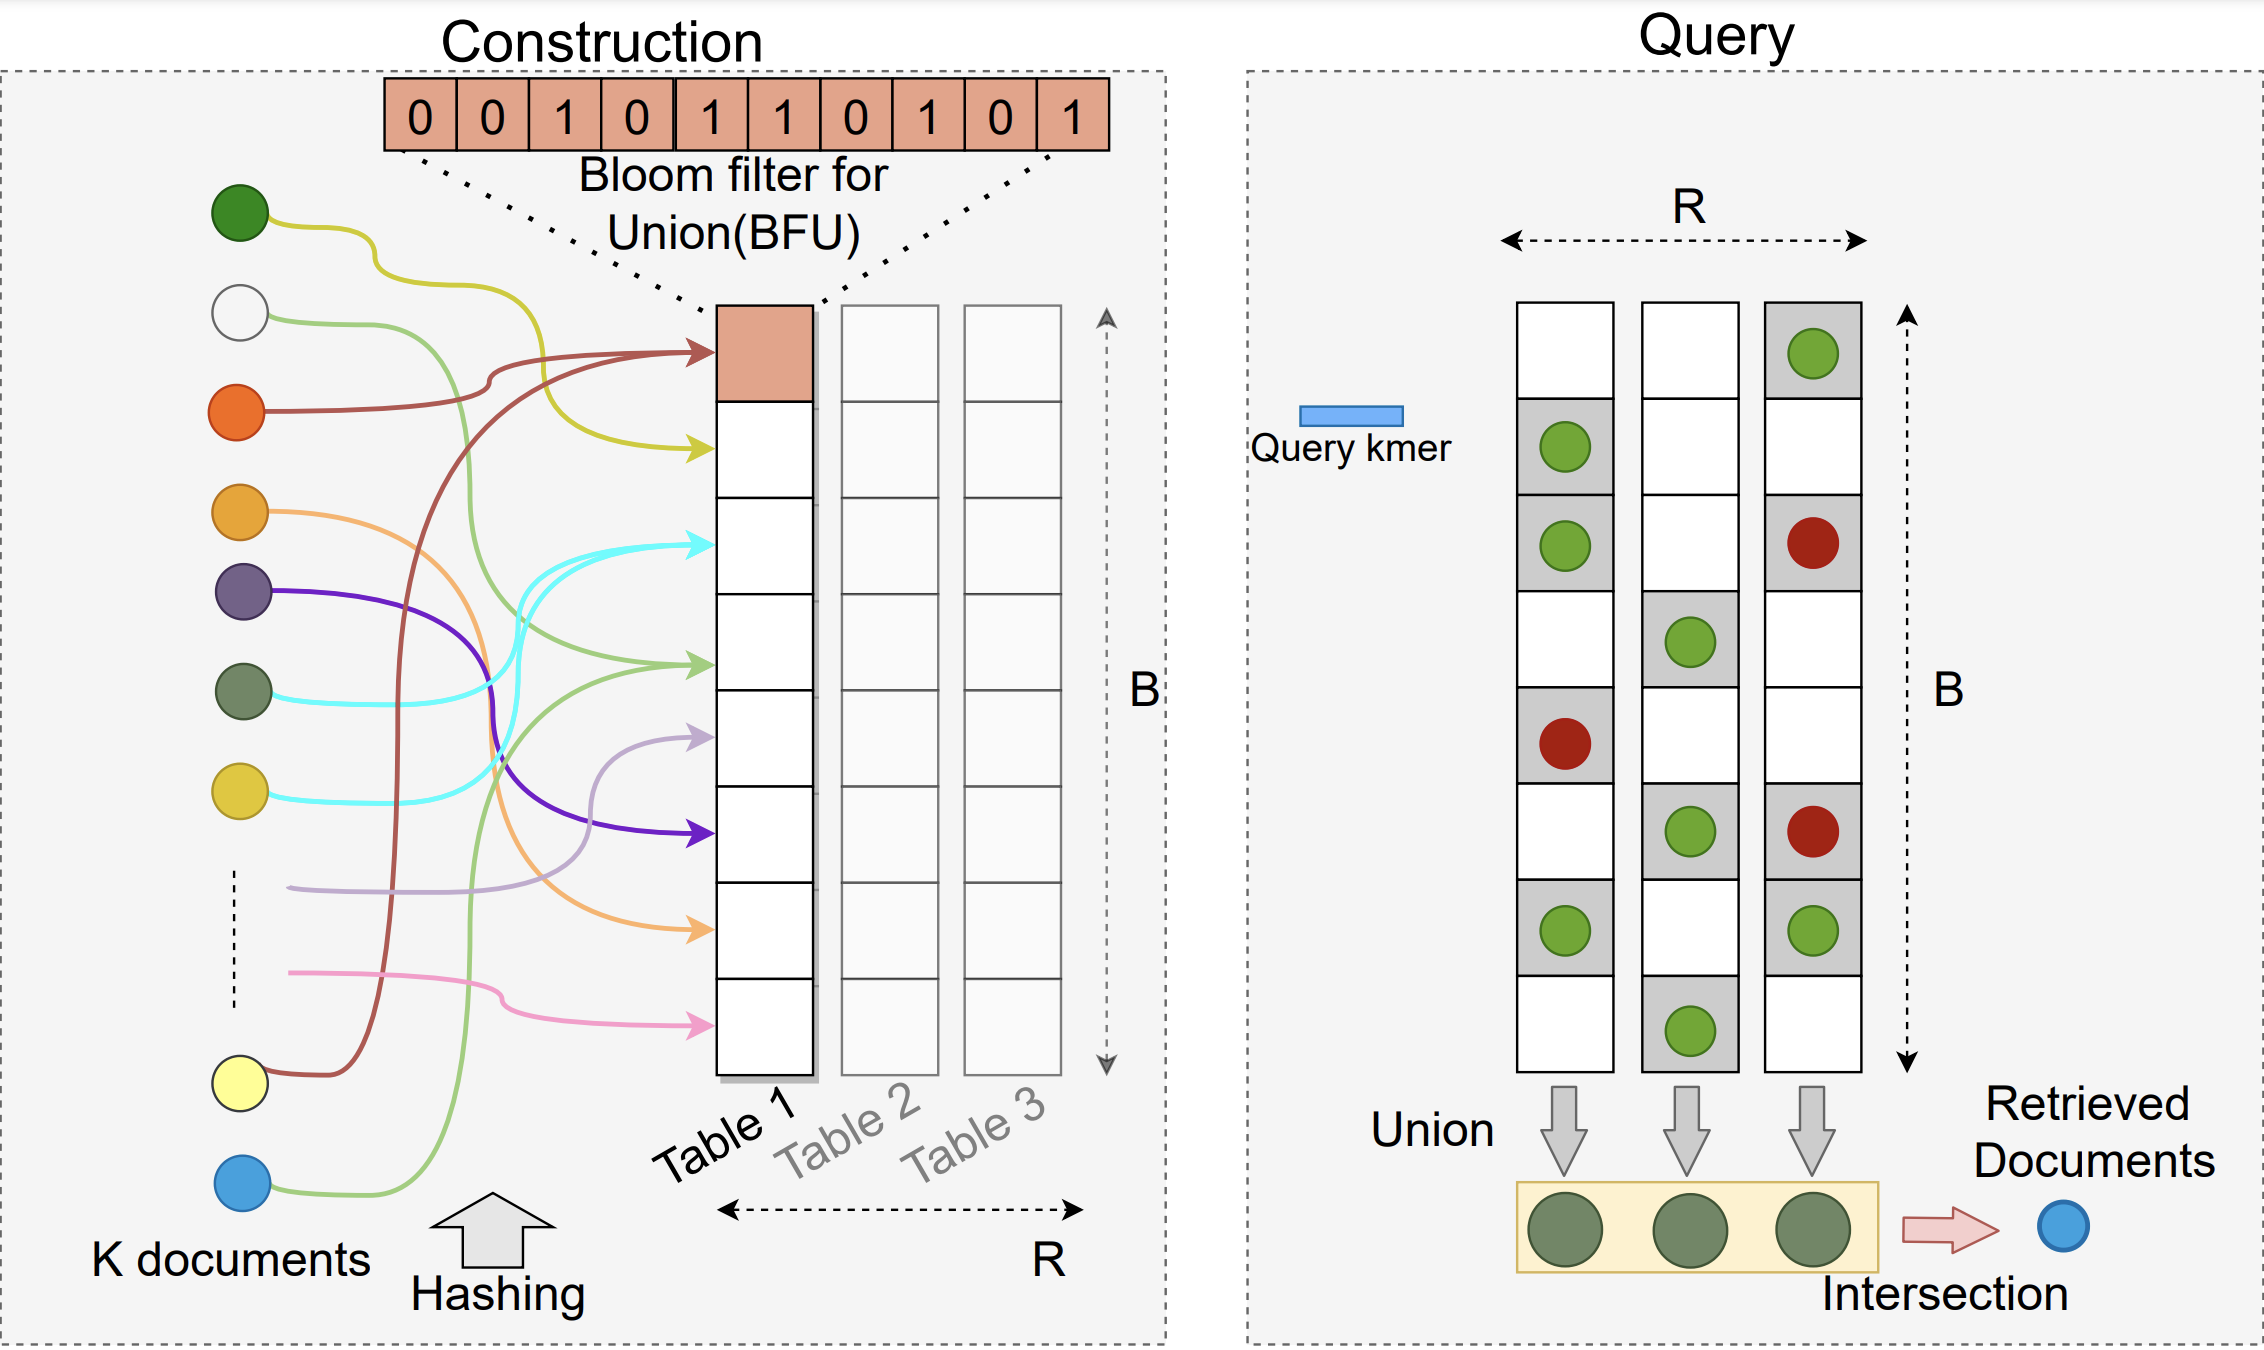 Construction
0 0 1 0 1 1 0 1 0 1
Bloom filter for
Union(BFU)
B
Table 1
Table 2
Table 3
R
K documents
Hashing
Query
R
Query kmer
B
Union
Retrieved
Documents
Intersection